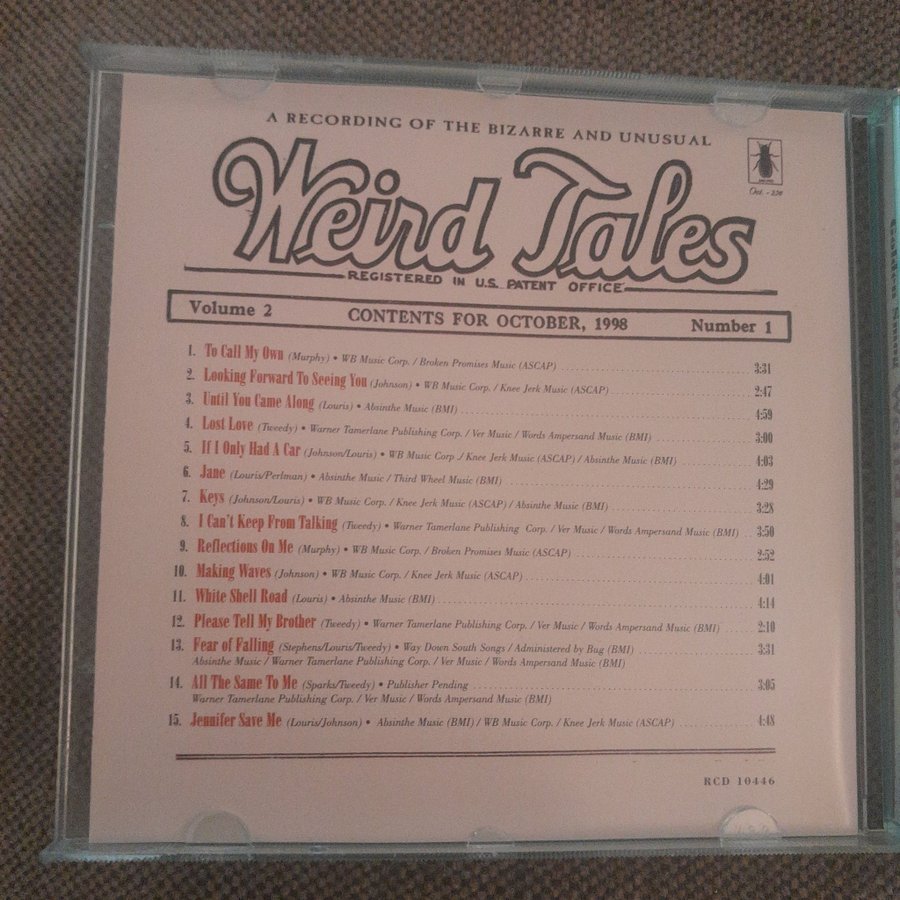 A RECORDING OF THE BIZARRE AND UNUSUAL
Weird Tales
REGISTERED IN U.S. PATENT OFFICE
Oct. - 25¢
Volume 2 CONTENTS FOR OCTOBER, 1998 Number 1
1. To Call My Own (Murphy) • WB Music Corp. / Broken Promises Music (ASCAP) 3:31
2. Looking Forward To Seeing You (Johnson) • WB Music Corp. / Knee Jerk Music (ASCAP) 2:47
3. Until You Came Along (Louris) • Absinthe Music (BMI) 4:59
4. Lost Love (Tweedy) • Warner Tamerlane Publishing Corp. / Ver Music / Words Ampersand Music (BMI) 3:00
5. If I Only Had A Car (Johnson/Louris) • WB Music Corp ./ Knee Jerk Music (ASCAP) / Absinthe Music (BMI) 4:03
6. Jane (Louris/Perlman) • Absinthe Music / Third Wheel Music (BMI) 4:29
7. Keys (Johnson/Louris) • WB Music Corp. / Knee Jerk Music (ASCAP) / Absinthe Music (BMI) 3:28
8. I Can't Keep From Talking (Tweedy) • Warner Tamerlane Publishing Corp. / Ver Music / Words Ampersand Music (BMI) 3:50
9. Reflections On Me (Murphy) • WB Music Corp. / Broken Promises Music (ASCAP) 2:52
10. Making Waves (Johnson) • WB Music Corp. / Knee Jerk Music (ASCAP) 4:01
11. White Shell Road (Louris) • Absinthe Music (BMI) 4:14
12. Please Tell My Brother (Tweedy) • Warner Tamerlane Publishing Corp. / Ver Music / Words Ampersand Music (BMI) 2:10
13. Fear of Falling (Stephens/Louris/Tweedy) • Way Down South Songs / Administered by Bug (BMI) 3:31
Absinthe Music / Warner Tamerlane Publishing Corp. / Ver Music / Words Ampersand Music (BMI)
14. All The Same To Me (Sparks/Tweedy) • Publisher Pending 3:05
Warner Tamerlane Publishing Corp. / Ver Music / Words Ampersand Music (BMI)
15. Jennifer Save Me (Louris/Johnson) • Absinthe Music (BMI) / WB Music Corp. / Knee Jerk Music (ASCAP) 4:48
RCD 10446
Golden Smog